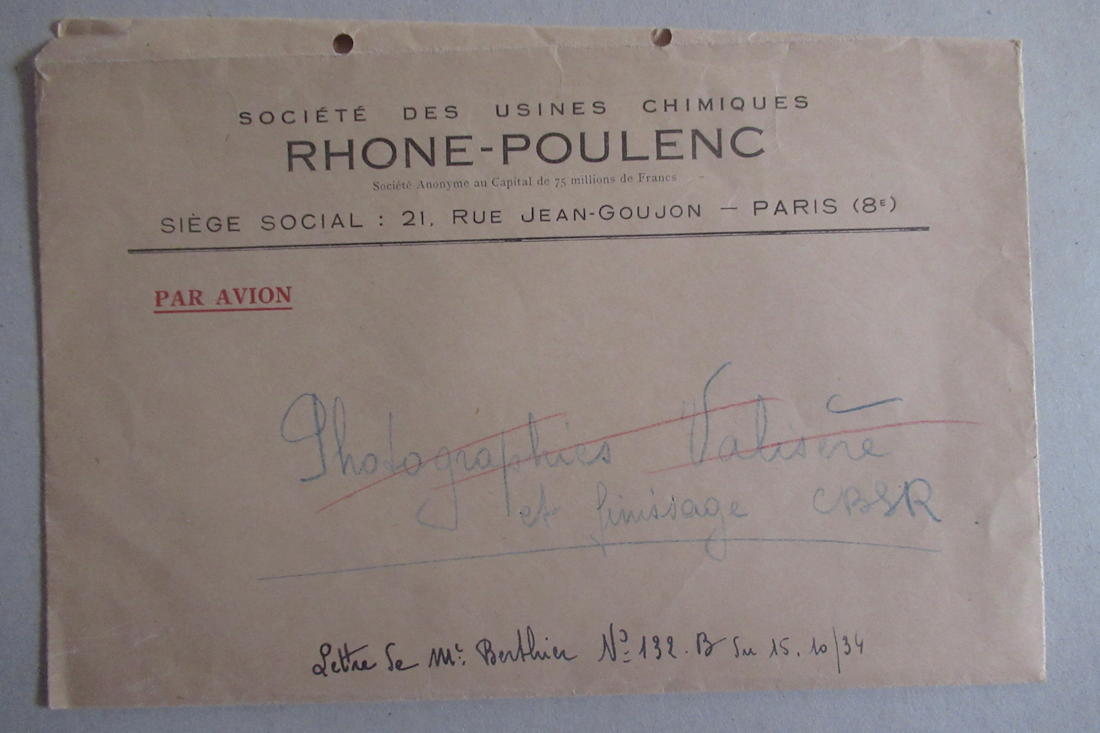 SOCIÉTÉ DES USINES CHIMIQUES
RHONE-POULENC
Société Anonyme au Capital de 75 millions de Francs
SIÈGE SOCIAL : 21, RUE JEAN-GOUJON — PARIS (8ᴱ)
PAR AVION
Photographies Valisère
et finissage CBSR
Lettre de Mr. Berthier Nº 132. B du 15. 10/34